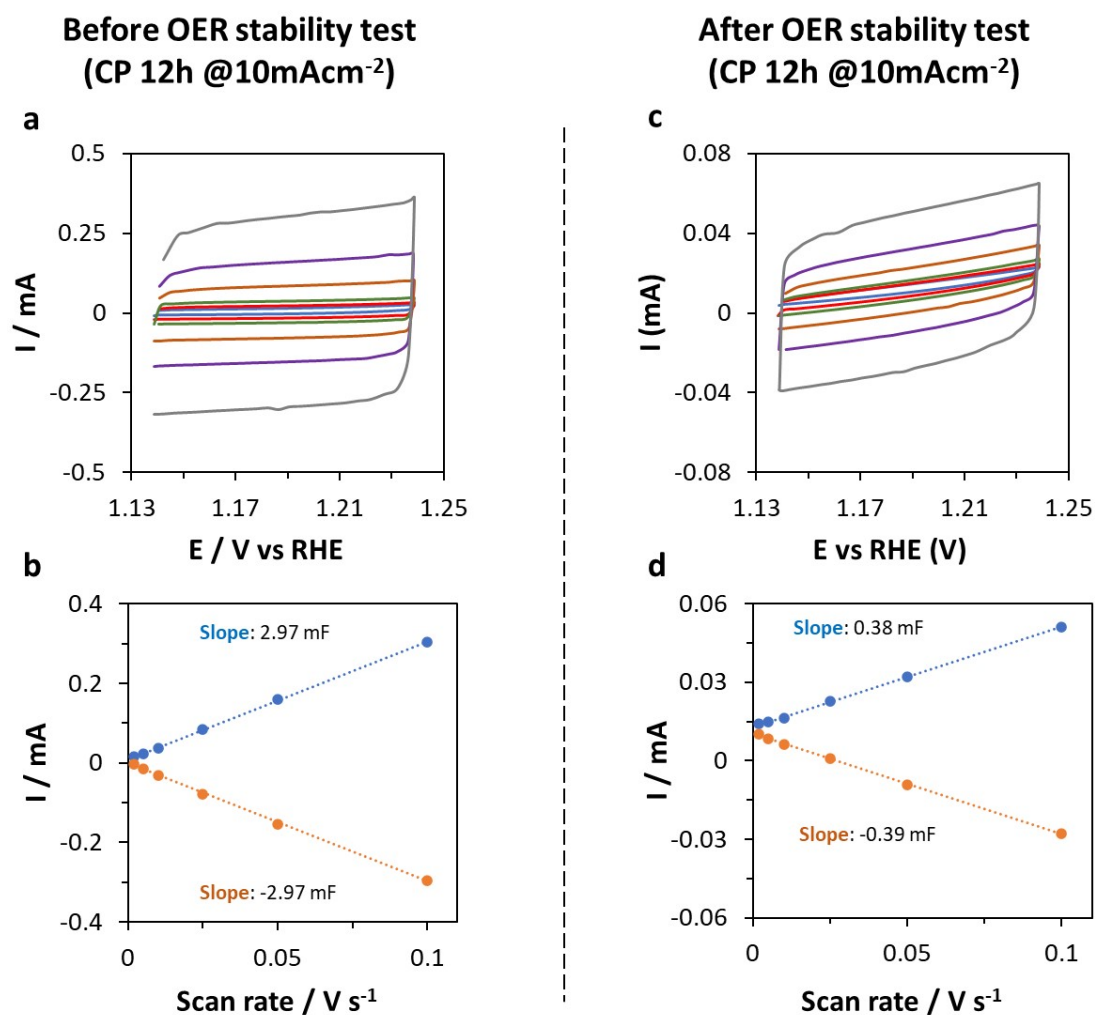 Before OER stability test
(CP 12h @10mAcm⁻²)
After OER stability test
(CP 12h @10mAcm⁻²)
a
0.5
0.25
0
-0.25
-0.5
I / mA
1.13 1.17 1.21 1.25
E / V vs RHE
c
0.08
0.04
0
-0.04
-0.08
I (mA)
1.13 1.17 1.21 1.25
E vs RHE (V)
b
0.4
0.2
0
-0.2
-0.4
I / mA
Slope: 2.97 mF
Slope: -2.97 mF
0 0.05 0.1
Scan rate / V s⁻¹
d
0.06
0.03
0
-0.03
-0.06
I / mA
Slope: 0.38 mF
Slope: -0.39 mF
0 0.05 0.1
Scan rate / V s⁻¹